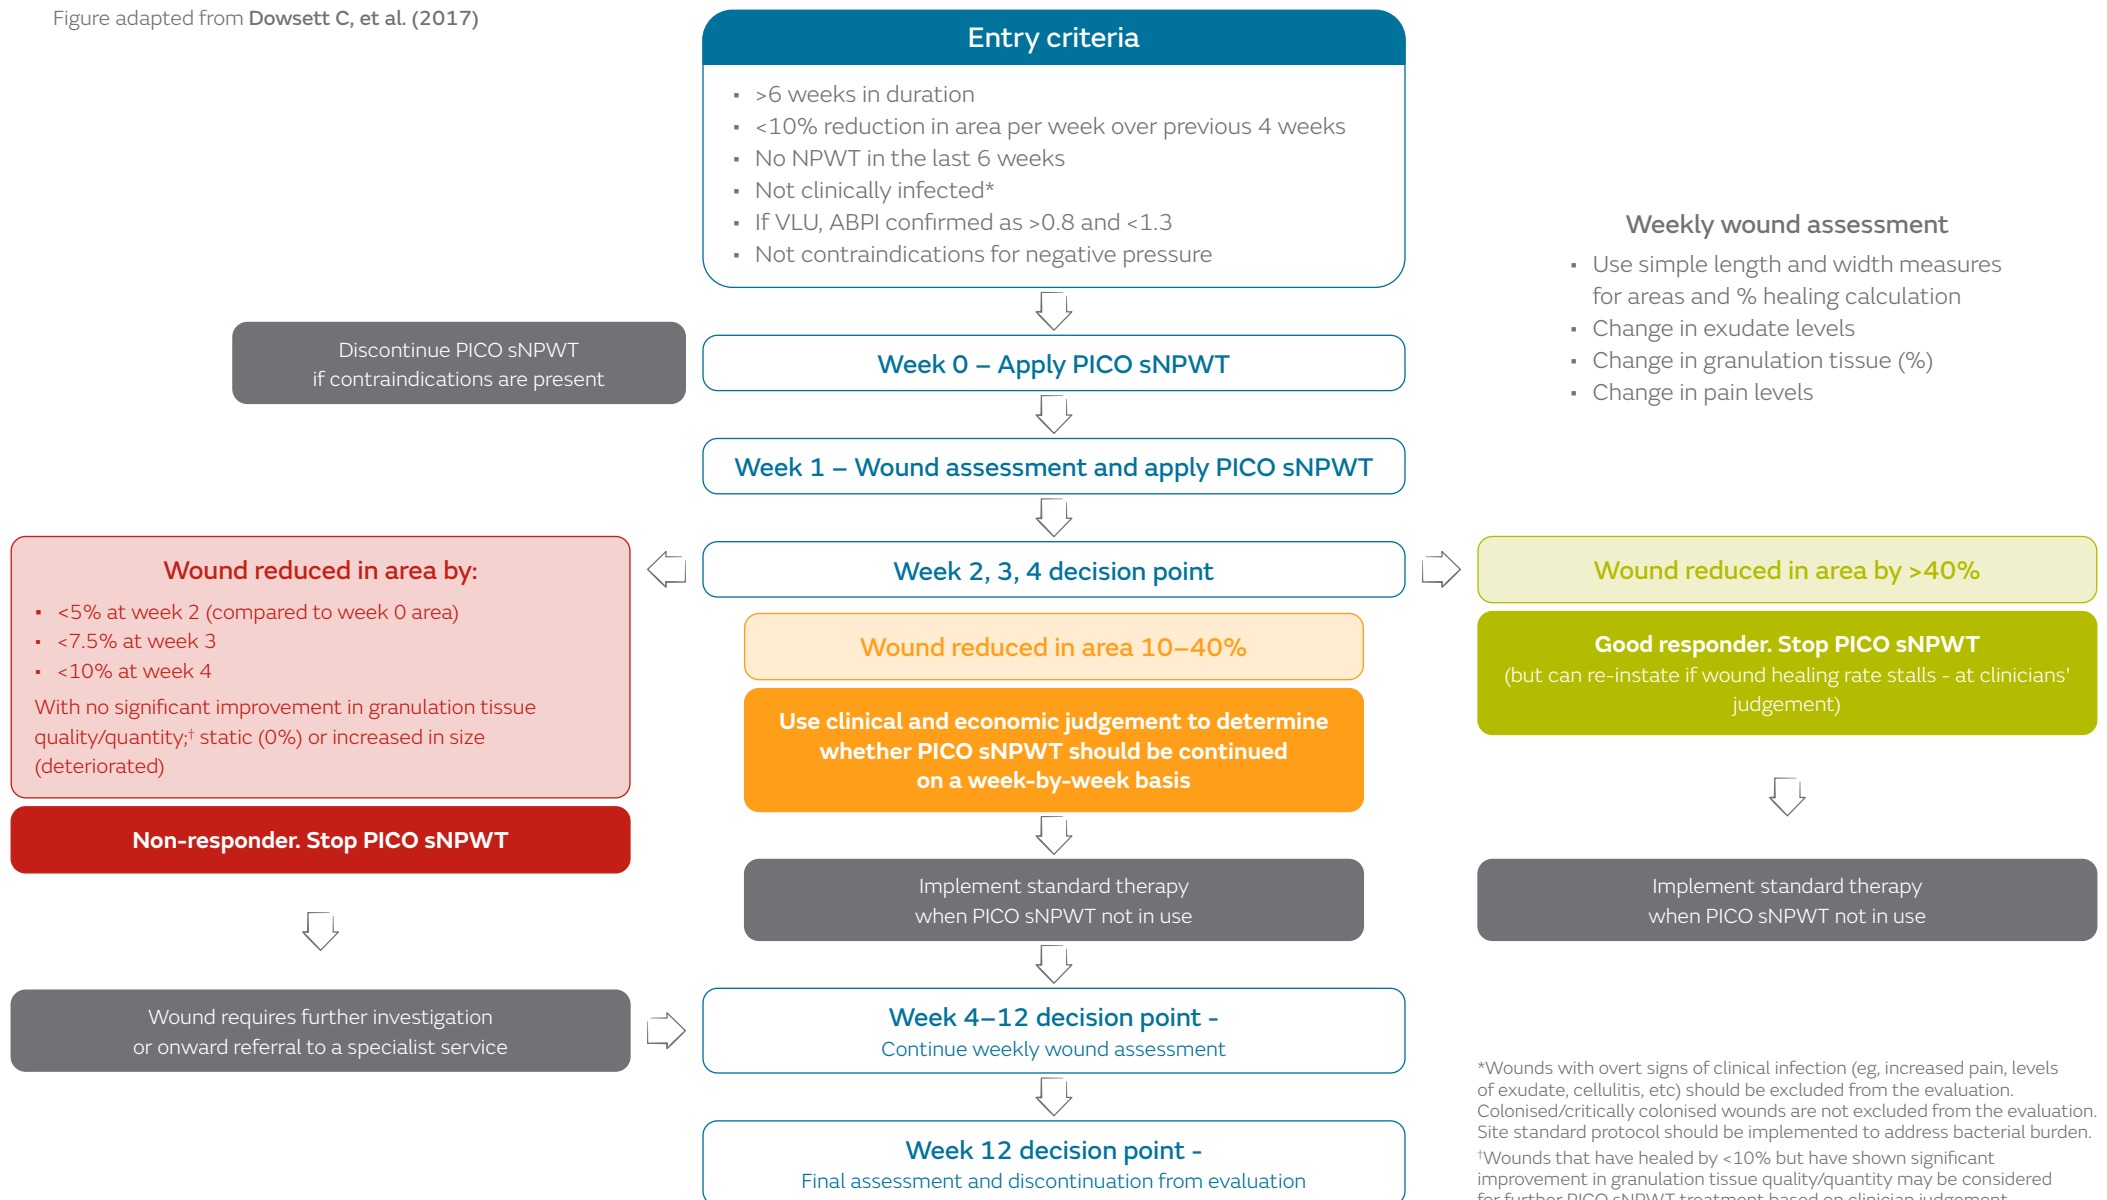 Figure adapted from Dowsett C, et al. (2017)
Entry criteria
▪ >6 weeks in duration
▪ <10% reduction in area per week over previous 4 weeks
▪ No NPWT in the last 6 weeks
▪ Not clinically infected*
▪ If VLU, ABPI confirmed as >0.8 and <1.3
▪ Not contraindications for negative pressure
Weekly wound assessment
▪ Use simple length and width measures
for areas and % healing calculation
▪ Change in exudate levels
▪ Change in granulation tissue (%)
▪ Change in pain levels
Discontinue PICO sNPWT
if contraindications are present
Week 0 – Apply PICO sNPWT
Week 1 – Wound assessment and apply PICO sNPWT
Week 2, 3, 4 decision point
Wound reduced in area by:
▪ <5% at week 2 (compared to week 0 area)
▪ <7.5% at week 3
▪ <10% at week 4
With no significant improvement in granulation tissue
quality/quantity;† static (0%) or increased in size
(deteriorated)
Non-responder. Stop PICO sNPWT
Wound requires further investigation
or onward referral to a specialist service
Wound reduced in area 10–40%
Use clinical and economic judgement to determine
whether PICO sNPWT should be continued
on a week-by-week basis
Implement standard therapy
when PICO sNPWT not in use
Wound reduced in area by >40%
Good responder. Stop PICO sNPWT
(but can re-instate if wound healing rate stalls - at clinicians'
judgement)
Implement standard therapy
when PICO sNPWT not in use
Week 4–12 decision point -
Continue weekly wound assessment
Week 12 decision point -
Final assessment and discontinuation from evaluation
*Wounds with overt signs of clinical infection (eg, increased pain, levels
of exudate, cellulitis, etc) should be excluded from the evaluation.
Colonised/critically colonised wounds are not excluded from the evaluation.
Site standard protocol should be implemented to address bacterial burden.
†Wounds that have healed by <10% but have shown significant
improvement in granulation tissue quality/quantity may be considered
for further PICO sNPWT treatment based on clinician judgement